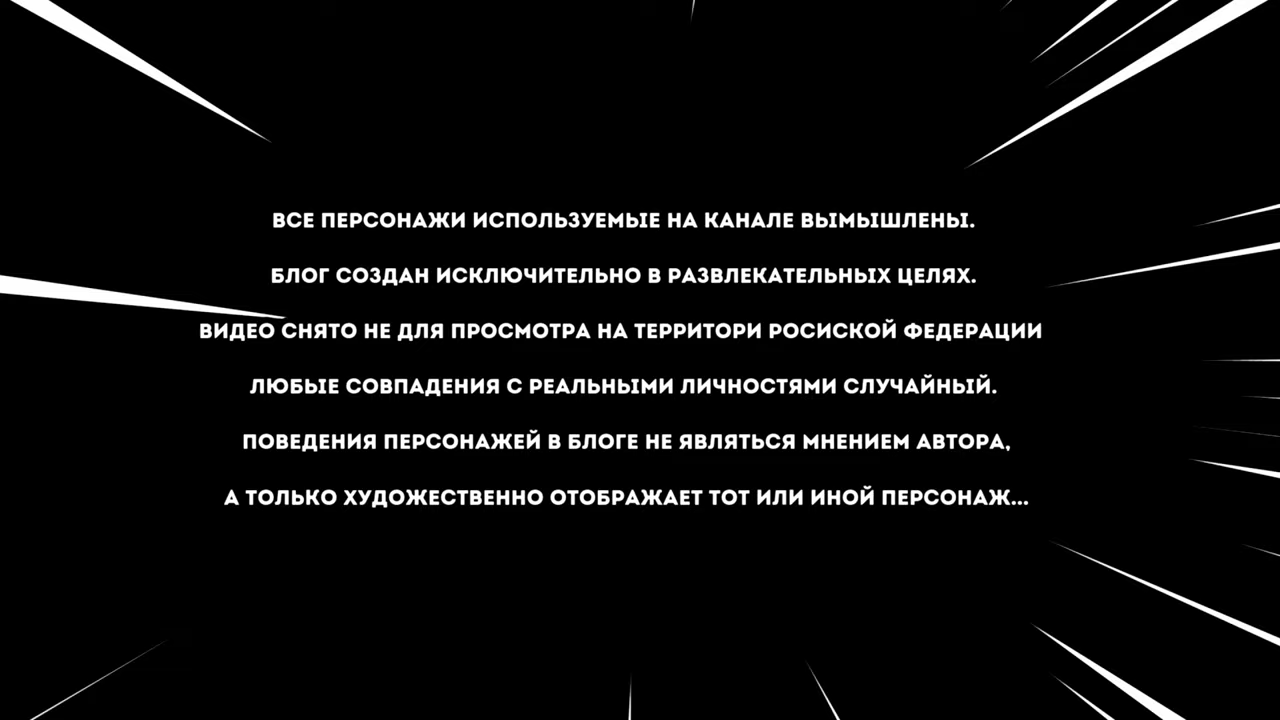 ВСЕ ПЕРСОНАЖИ ИСПОЛЬЗУЕМЫЕ НА КАНАЛЕ ВЫМЫШЛЕНЫ.
БЛОГ СОЗДАН ИСКЛЮЧИТЕЛЬНО В РАЗВЛЕКАТЕЛЬНЫХ ЦЕЛЯХ.
ВИДЕО СНЯТО НЕ ДЛЯ ПРОСМОТРА НА ТЕРРИТОРИ РОСИСКОЙ ФЕДЕРАЦИИ
ЛЮБЫЕ СОВПАДЕНИЯ С РЕАЛЬНЫМИ ЛИЧНОСТЯМИ СЛУЧАЙНЫЙ.
ПОВЕДЕНИЯ ПЕРСОНАЖЕЙ В БЛОГЕ НЕ ЯВЛЯТЬСЯ МНЕНИЕМ АВТОРА,
А ТОЛЬКО ХУДОЖЕСТВЕННО ОТОБРАЖАЕТ ТОТ ИЛИ ИНОЙ ПЕРСОНАЖ...